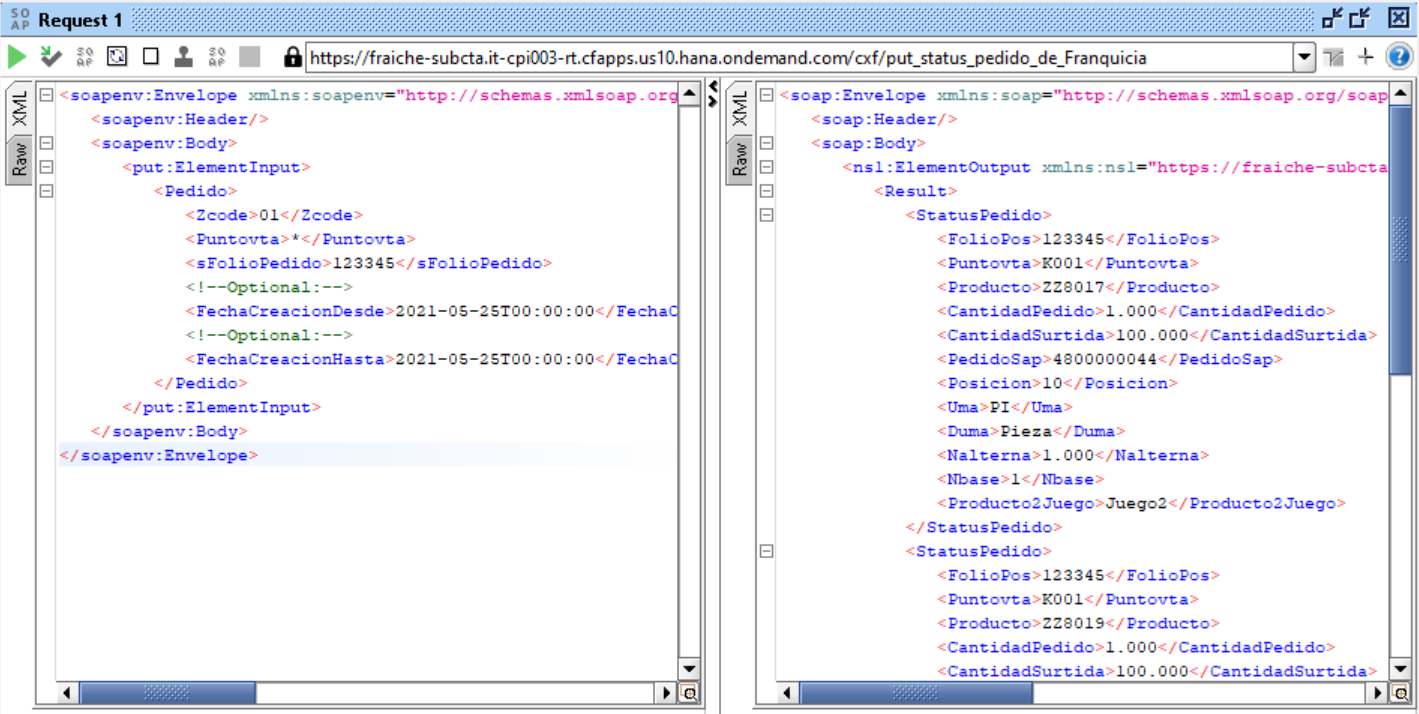 SO AP Request 1
https://fraiche-subcta.it-cpi003-rt.cfapps.us10.hana.ondemand.com/cxf/put_status_pedido_de_Franquicia
XML
Raw
<soapenv:Envelope xmlns:soapenv="http://schemas.xmlsoap.org
<soapenv:Header/>
<soapenv:Body>
<put:ElementInput>
<Pedido>
<Zcode>01</Zcode>
<Puntovta>*</Puntovta>
<sFolioPedido>123345</sFolioPedido>
<!--Optional:-->
<FechaCreacionDesde>2021-05-25T00:00:00</FechaC
<!--Optional:-->
<FechaCreacionHasta>2021-05-25T00:00:00</FechaC
</Pedido>
</put:ElementInput>
</soapenv:Body>
</soapenv:Envelope>
XML
Raw
<soap:Envelope xmlns:soap="http://schemas.xmlsoap.org/soap
<soap:Header/>
<soap:Body>
<ns1:ElementOutput xmlns:ns1="https://fraiche-subcta
<Result>
<StatusPedido>
<FolioPos>123345</FolioPos>
<Puntovta>K001</Puntovta>
<Producto>ZZ8017</Producto>
<CantidadPedido>1.000</CantidadPedido>
<CantidadSurtida>100.000</CantidadSurtida>
<PedidoSap>4800000044</PedidoSap>
<Posicion>10</Posicion>
<Uma>PI</Uma>
<Duma>Pieza</Duma>
<Nalterna>1.000</Nalterna>
<Nbase>1</Nbase>
<Producto2Juego>Juego2</Producto2Juego>
</StatusPedido>
<StatusPedido>
<FolioPos>123345</FolioPos>
<Puntovta>K001</Puntovta>
<Producto>ZZ8019</Producto>
<CantidadPedido>1.000</CantidadPedido>
<CantidadSurtida>100.000</CantidadSurtida>